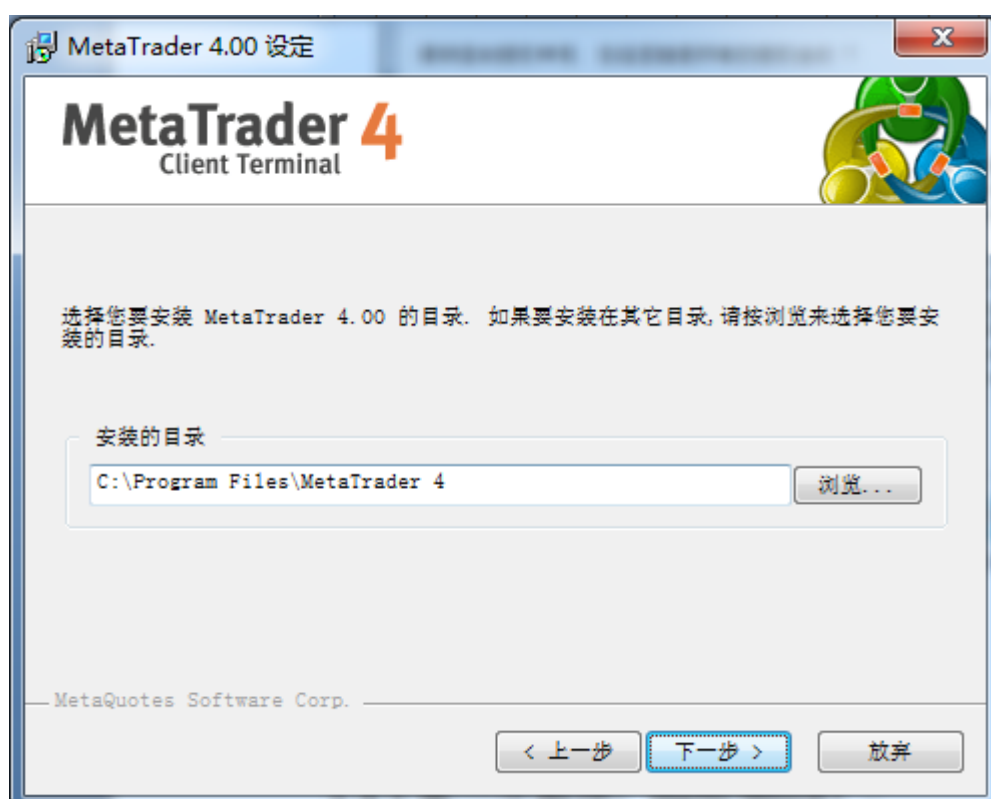 MetaTrader 4.00 设定
MetaTrader 4
Client Terminal
选择您要安装 MetaTrader 4.00 的目录. 如果要安装在其它目录,请按浏览来选择您要安
装的目录.
安装的目录
C:\Program Files\MetaTrader 4
浏览...
MetaQuotes Software Corp.
< 上一步
下一步 >
放弃